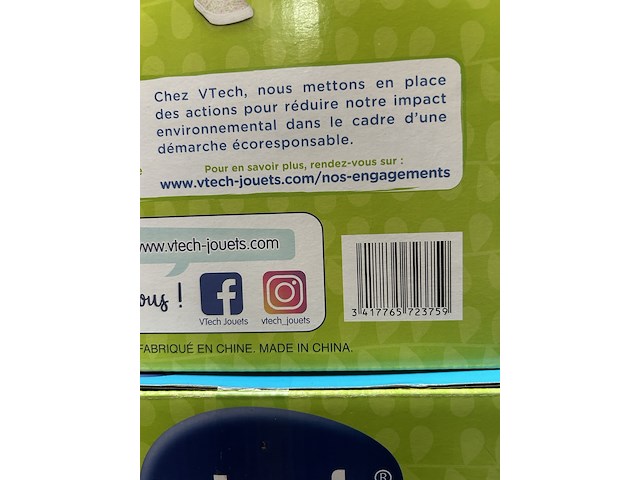 Chez VTech, nous mettons en place
des actions pour réduire notre impact
environnemental dans le cadre d'une
démarche écoresponsable.
Pour en savoir plus, rendez-vous sur :
www.vtech-jouets.com/nos-engagements
www.vtech-jouets.com
ous !
VTech Jouets
vtech_jouets
3 417765 723759
FABRIQUÉ EN CHINE. MADE IN CHINA.
®